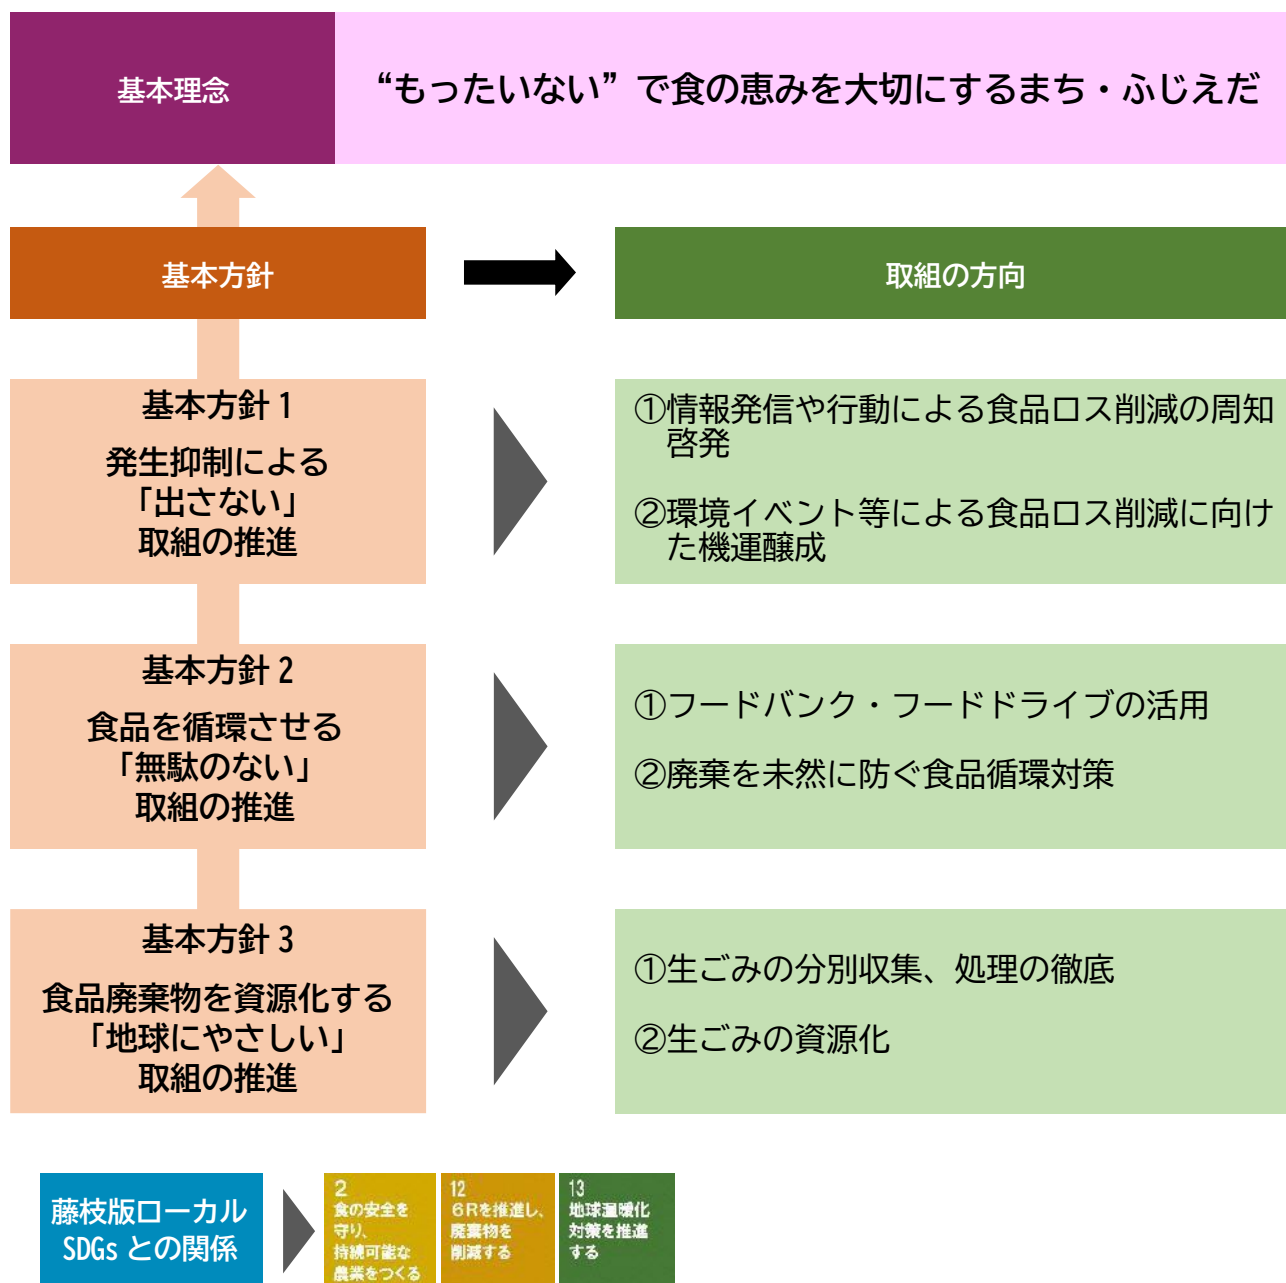 基本理念
“もったいない”で食の恵みを大切にするまち・ふじえだ
基本方針
取組の方向
基本方針1
発生抑制による
「出さない」
取組の推進
①情報発信や行動による食品ロス削減の周知
啓発
②環境イベント等による食品ロス削減に向け
た機運醸成
基本方針2
食品を循環させる
「無駄のない」
取組の推進
①フードバンク・フードドライブの活用
②廃棄を未然に防ぐ食品循環対策
基本方針3
食品廃棄物を資源化する
「地球にやさしい」
取組の推進
①生ごみの分別収集、処理の徹底
②生ごみの資源化
藤枝版ローカル
SDGsとの関係
2
食の安全を
守り、
持続可能な
農業をつくる
12
6Rを推進し、
廃棄物を
削減する
13
地球温暖化
対策を推進
する